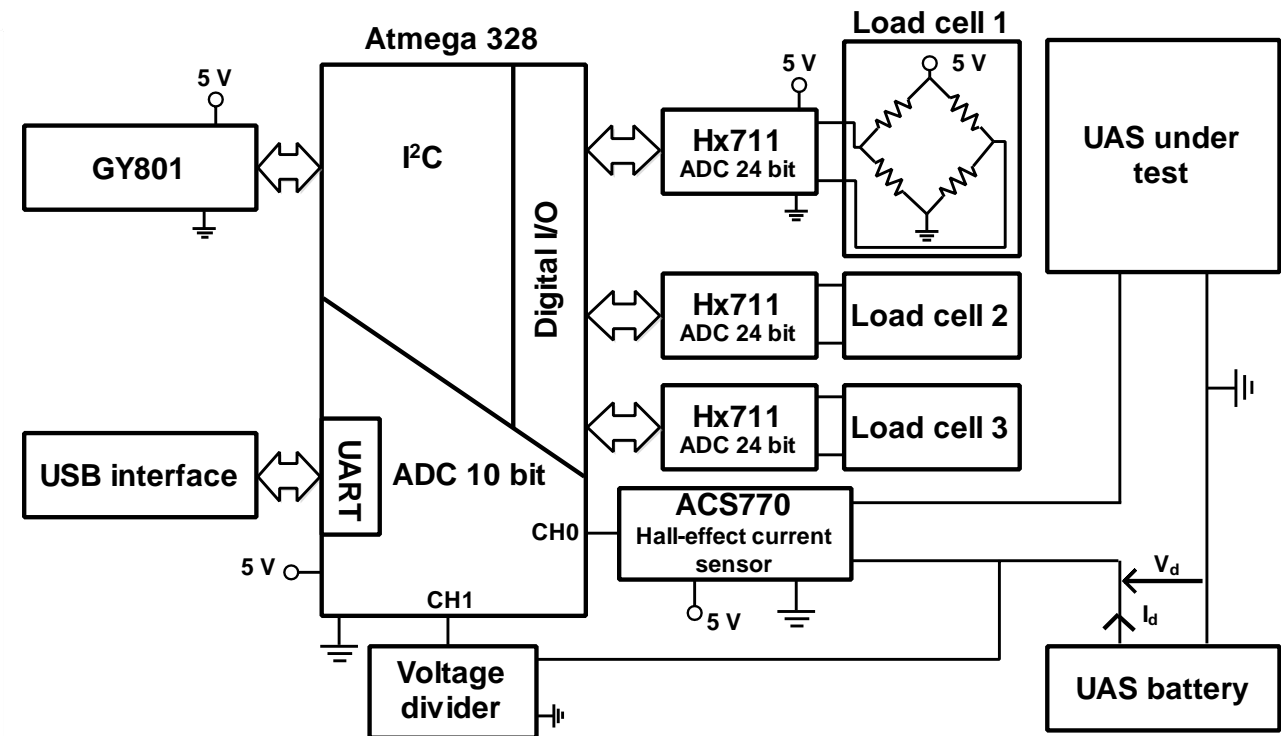 Load cell 1
Atmega 328
5 V
5 V
5 V
GY801
I²C
Hx711
ADC 24 bit
UAS under
test
Digital I/O
Hx711
ADC 24 bit
Load cell 2
Hx711
ADC 24 bit
Load cell 3
USB interface
UART
ADC 10 bit
ACS770
Hall-effect current
sensor
CH0
5 V
CH1
5 V
Vd
Id
Voltage
divider
UAS battery